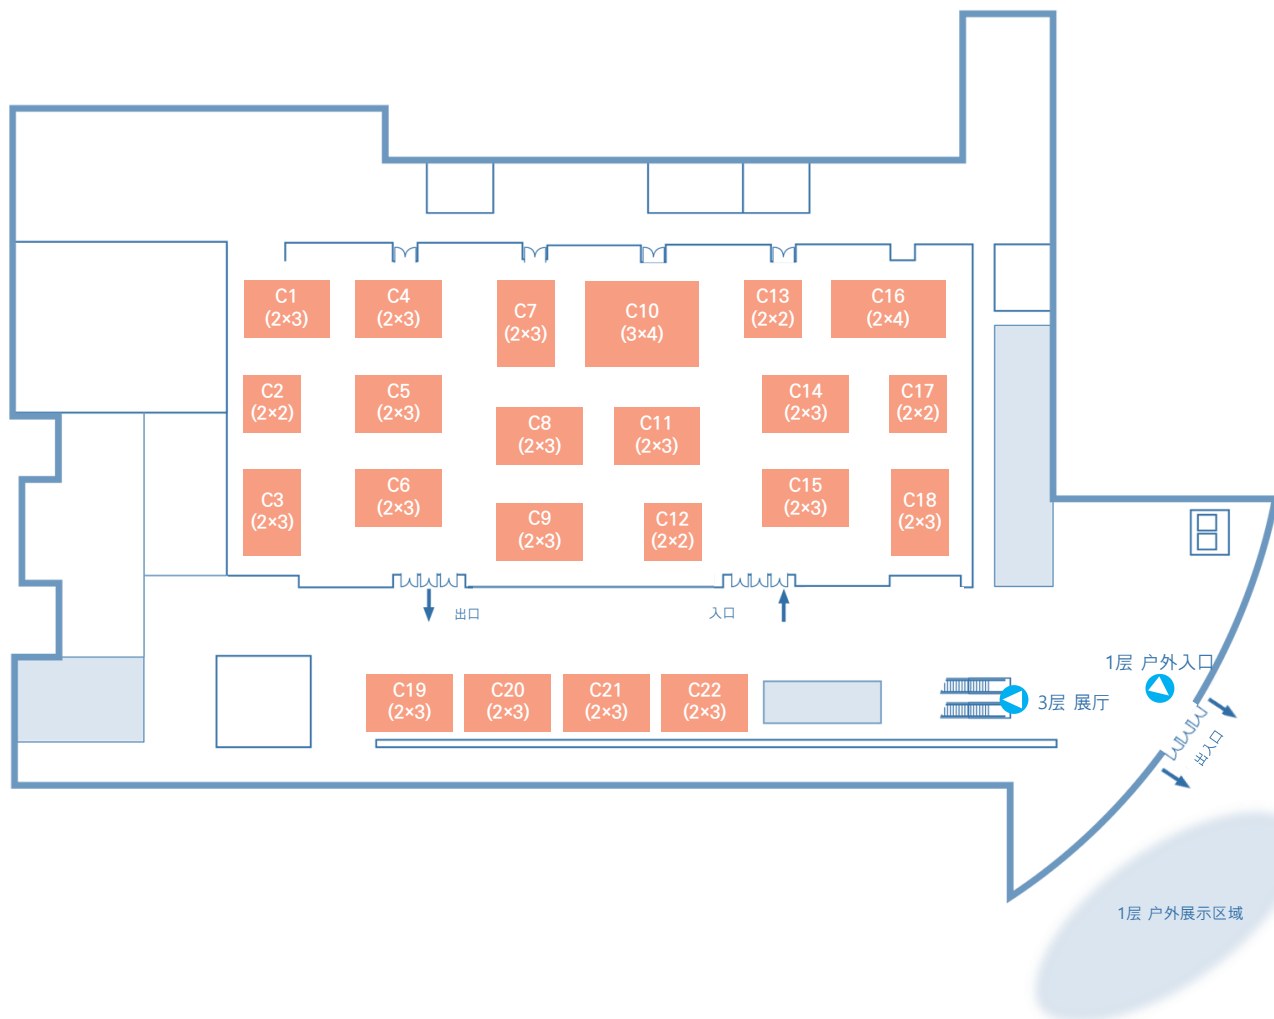 C1
(2×3)
C4
(2×3)
C7
(2×3)
C10
(3×4)
C13
(2×2)
C16
(2×4)
C2
(2×2)
C5
(2×3)
C8
(2×3)
C11
(2×3)
C14
(2×3)
C17
(2×2)
C3
(2×3)
C6
(2×3)
C9
(2×3)
C12
(2×2)
C15
(2×3)
C18
(2×3)
出口
入口
C19
(2×3)
C20
(2×3)
C21
(2×3)
C22
(2×3)
3层 展厅
1层 户外入口
出入口
1层 户外展示区域